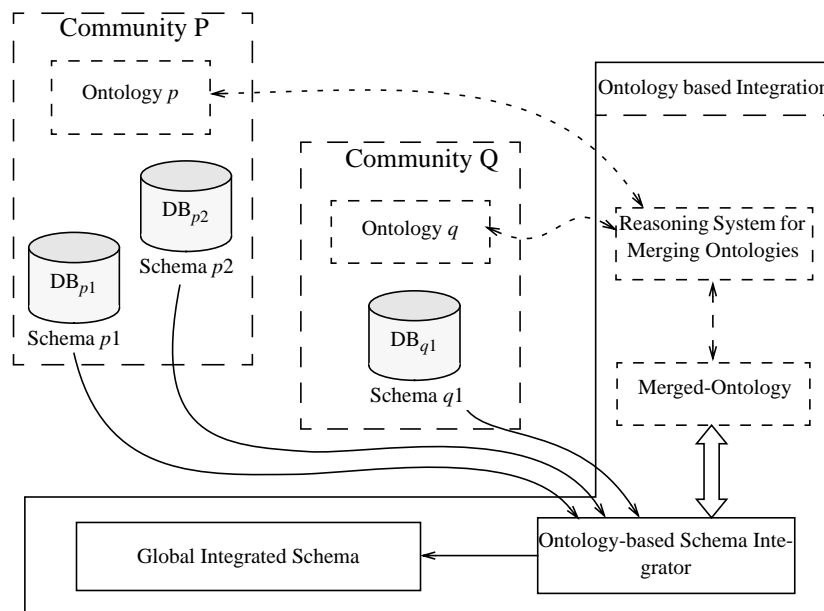 Community P
Ontology p
DBp2
Schema p2
DBp1
Schema p1
Community Q
Ontology q
DBq1
Schema q1
Ontology based Integration
Reasoning System for
Merging Ontologies
Merged-Ontology
Ontology-based Schema Inte-
grator
Global Integrated Schema